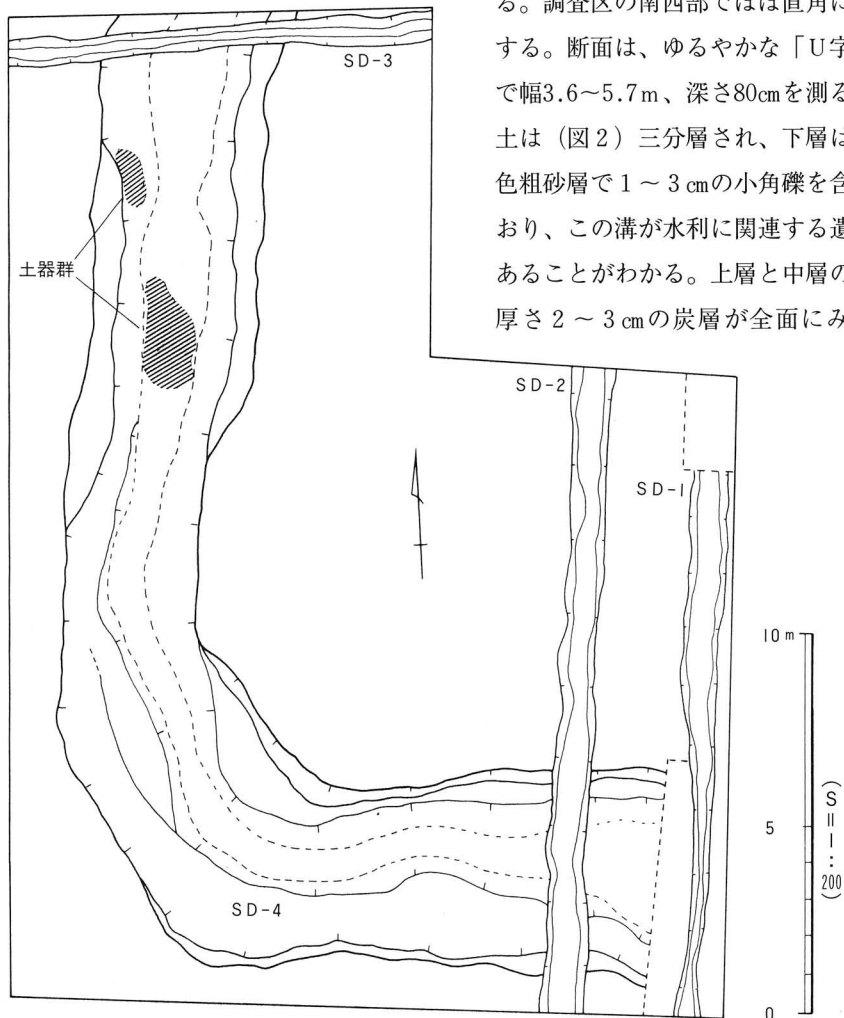 る。調査区の南西部でほぼ直角に
する。断面は、ゆるやかな「U字
で幅3.6~5.7m、深さ80cmを測る
土は（図2）三分層され、下層は
色粗砂層で1~3cmの小角礫を含
おり、この溝が水利に関連する遺
あることがわかる。上層と中層の
厚さ2~3cmの炭層が全面にみ
SD-3
土器群
SD-2
SD-1
SD-4
10m
5
0
(S=1:200)